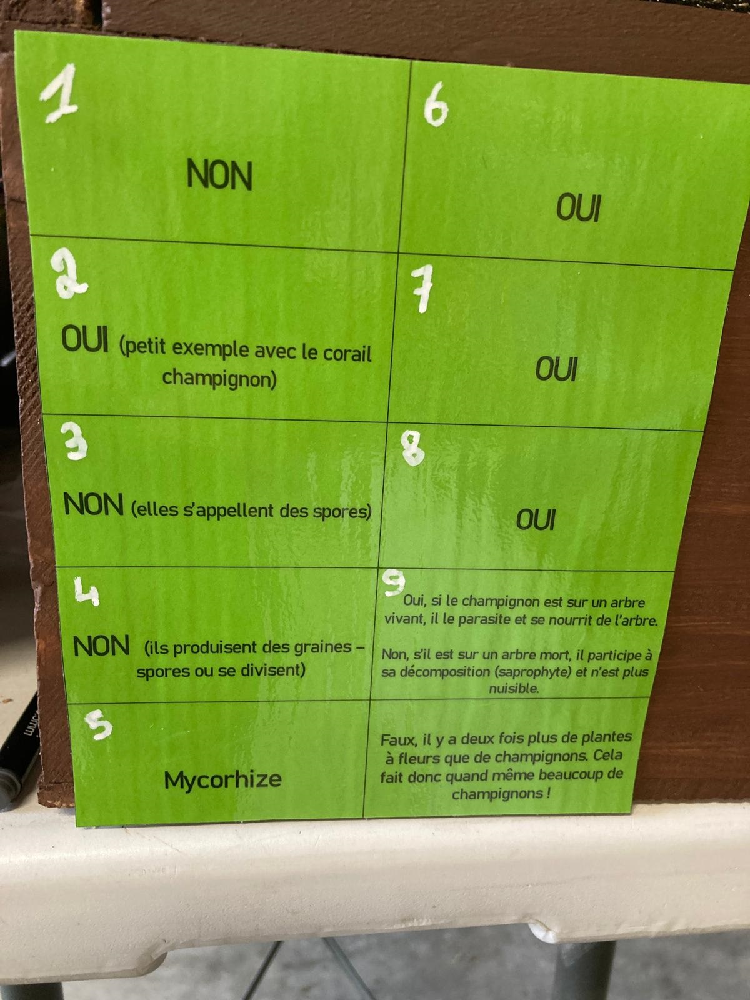 1
NON
2
OUI (petit exemple avec le corail
champignon)
3
NON (elles s'appellent des spores)
4
NON (ils produisent des graines –
spores ou se divisent)
5
Mycorhize
6
OUI
7
OUI
8
OUI
9
Oui, si le champignon est sur un arbre
vivant, il le parasite et se nourrit de l'arbre.
Non, s'il est sur un arbre mort, il participe à
sa décomposition (saprophyte) et n'est plus
nuisible.
Faux, il y a deux fois plus de plantes
à fleurs que de champignons. Cela
fait donc quand même beaucoup de
champignons !